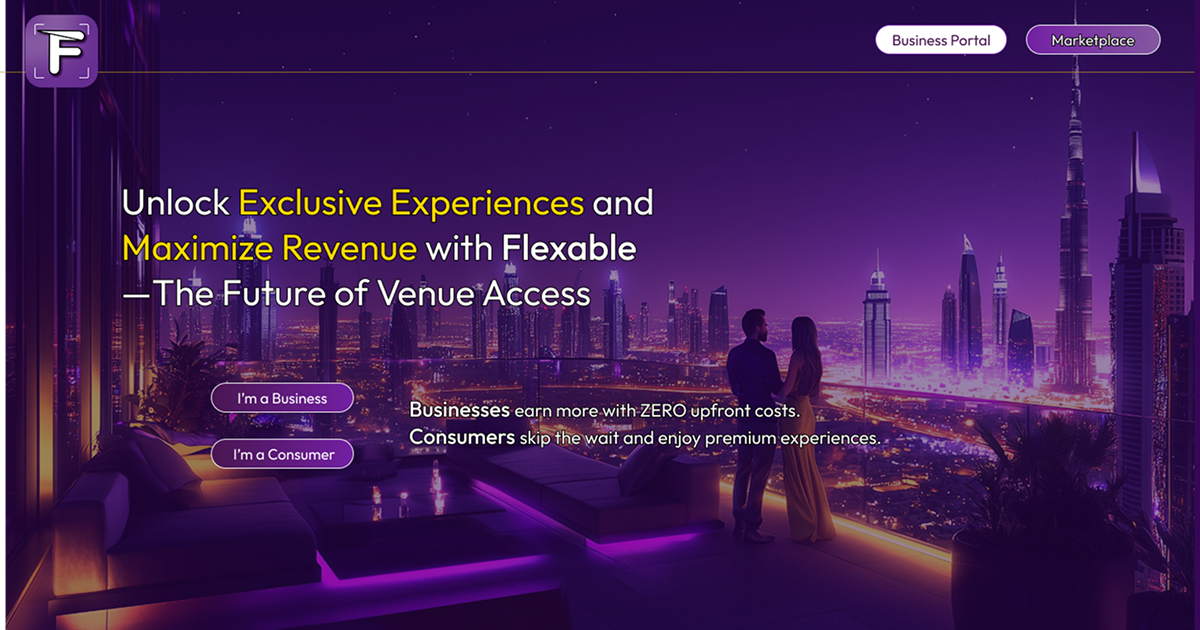 F
Business Portal
Marketplace
Unlock Exclusive Experiences and
Maximize Revenue with Flexable
—The Future of Venue Access
I'm a Business
I'm a Consumer
Businesses earn more with ZERO upfront costs.
Consumers skip the wait and enjoy premium experiences.